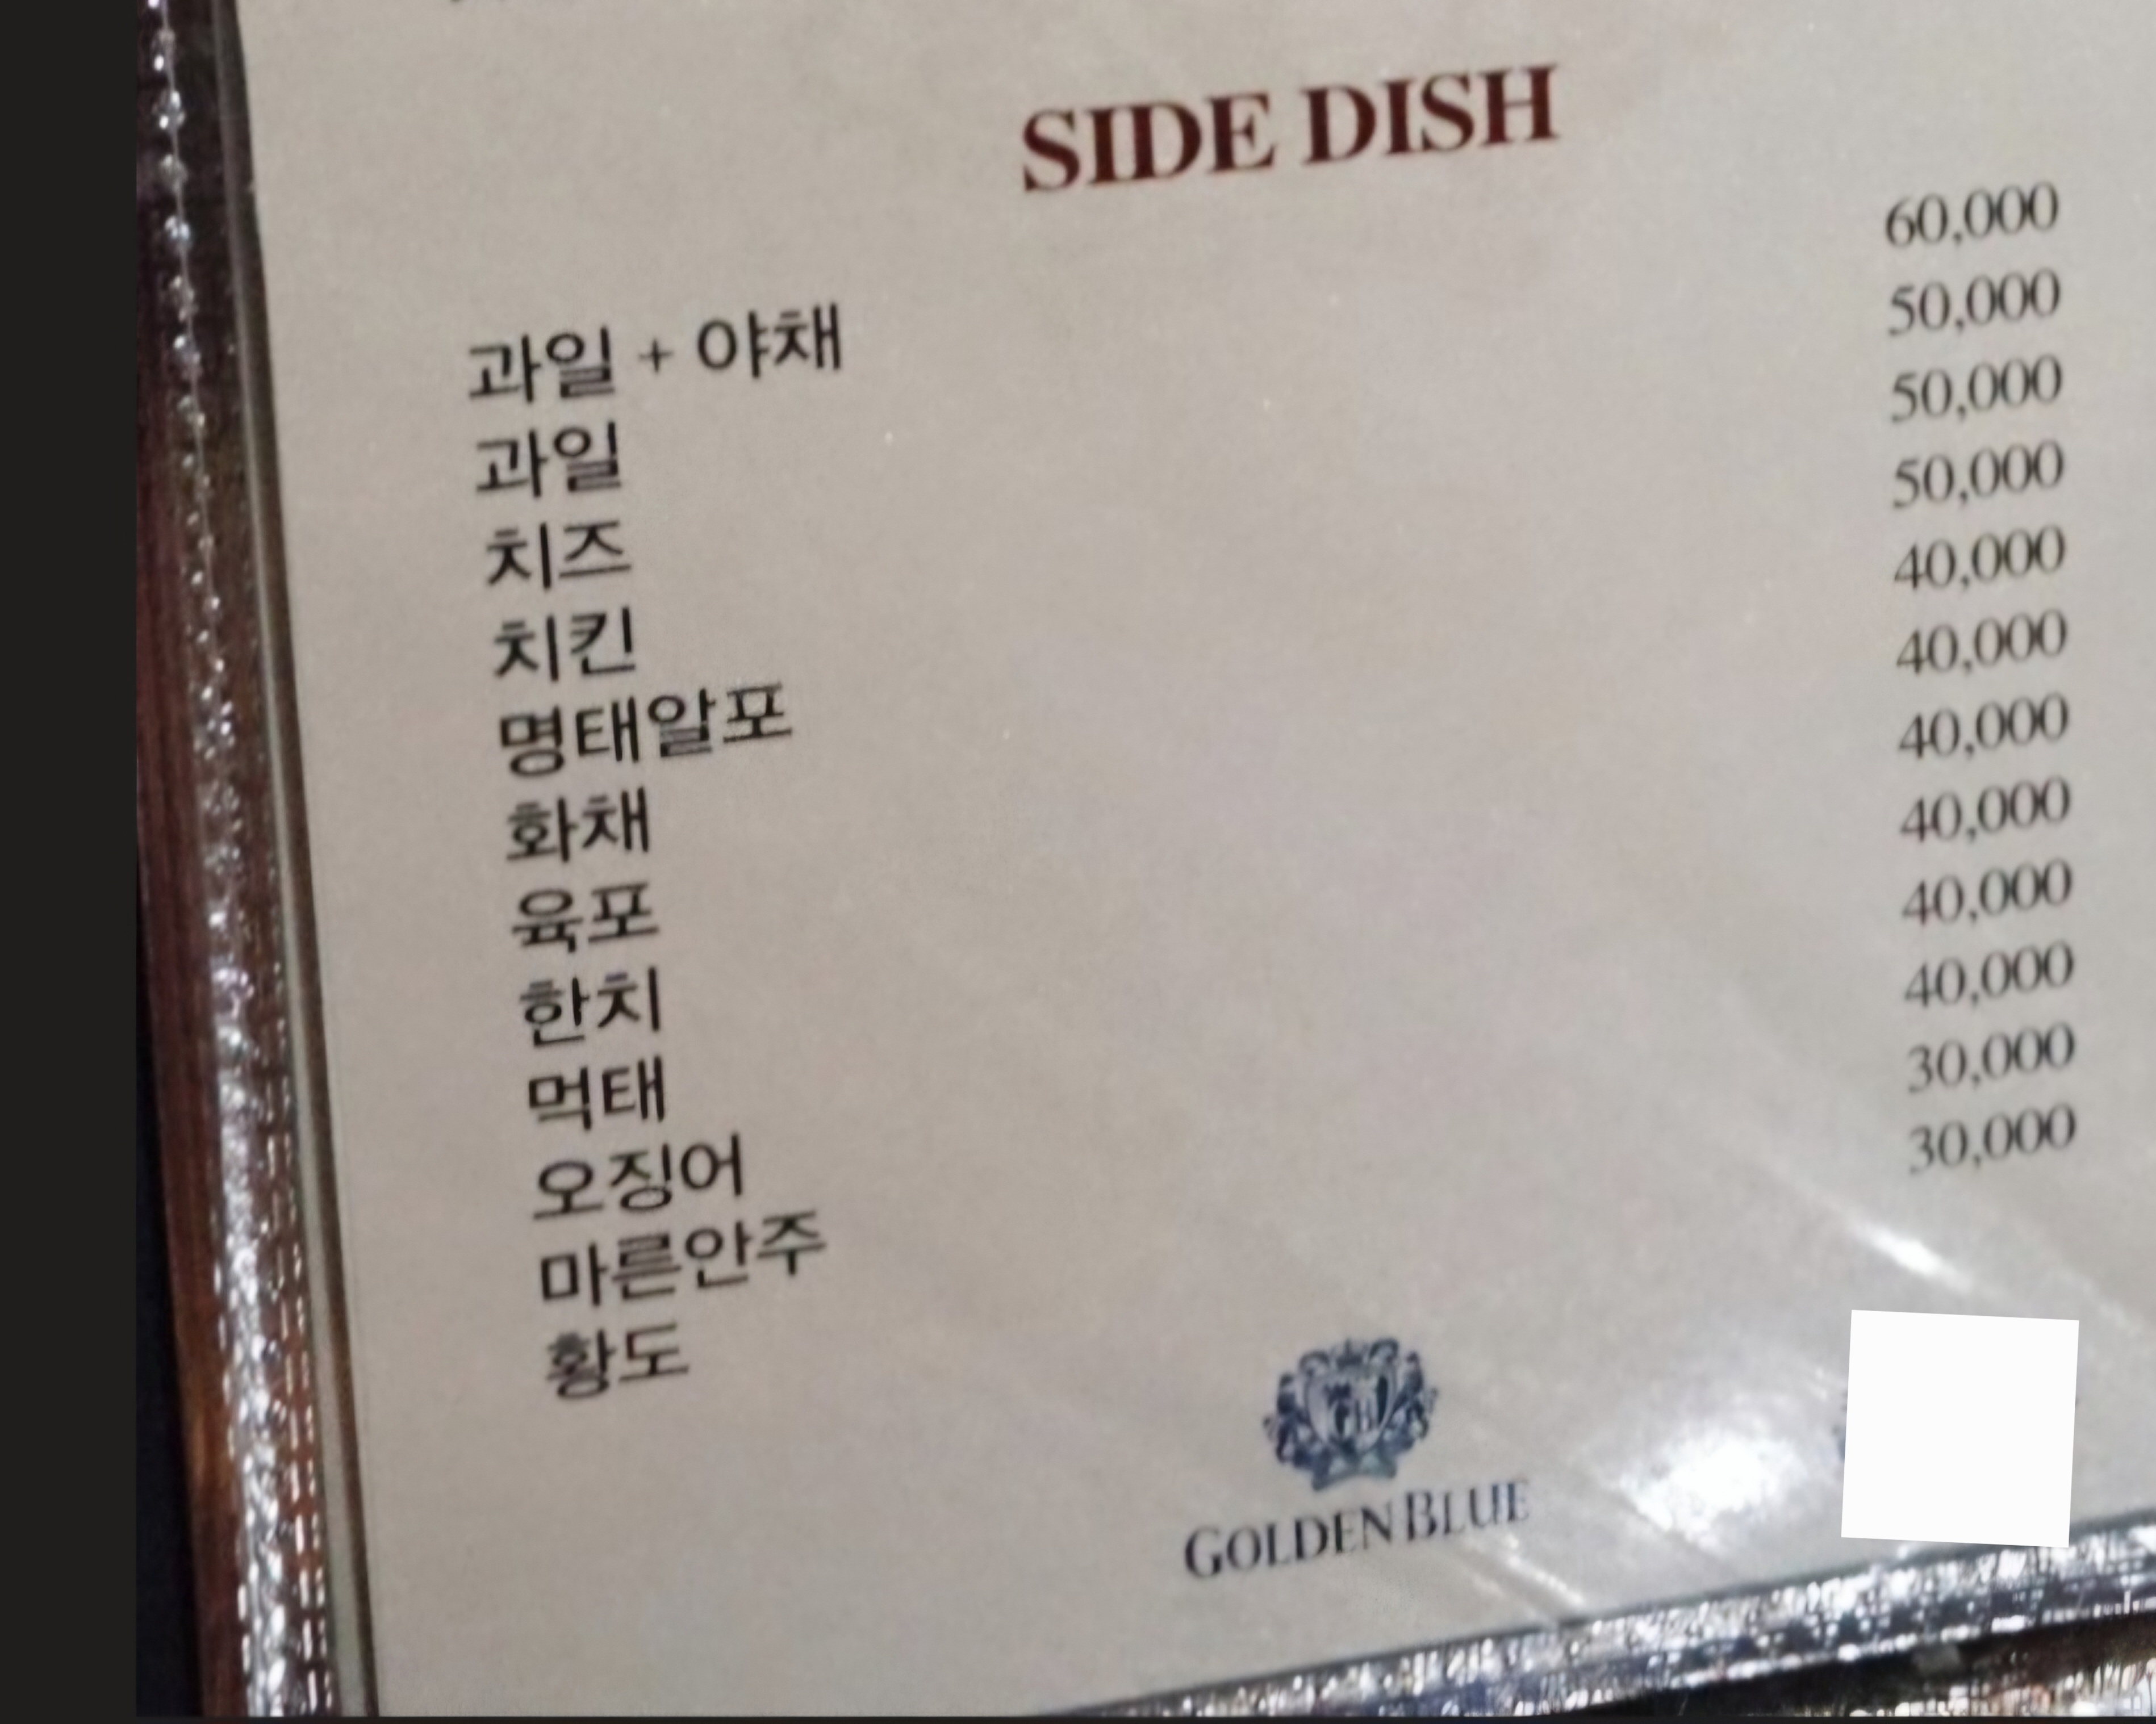 SIDE DISH
과일 + 야채 60,000
과일 50,000
치즈 50,000
치킨 50,000
명태알포 40,000
화채 40,000
육포 40,000
한치 40,000
먹태 40,000
오징어 40,000
마른안주 30,000
황도 30,000
GOLDEN BLUE